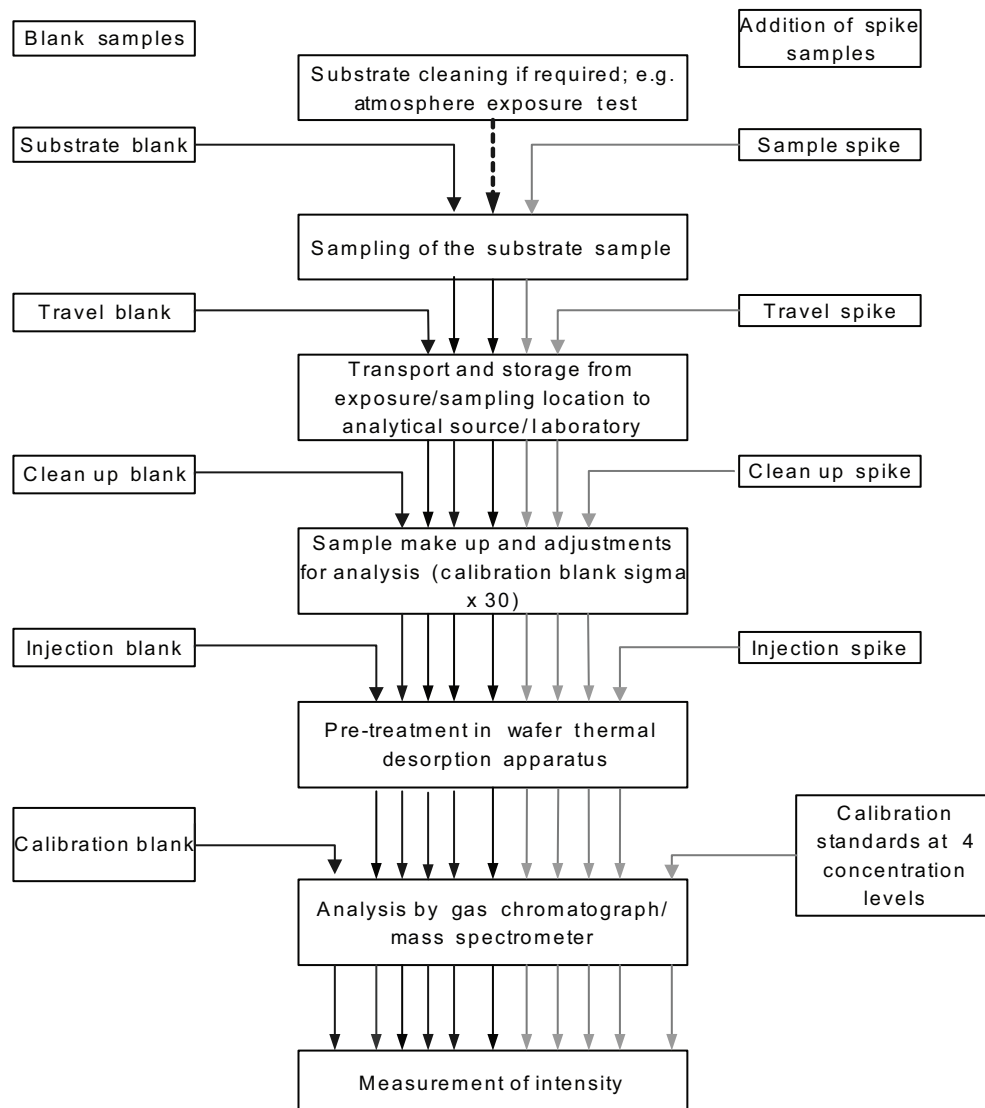 Blank samples
Addition of spike
samples
Substrate cleaning if required; e.g.
atmosphere exposure test
Substrate blank
Sample spike
Sampling of the substrate sample
Travel blank
Travel spike
Transport and storage from
exposure/sampling location to
analytical source/laboratory
Clean up blank
Clean up spike
Sample make up and adjustments
for analysis (calibration blank sigma
x 30)
Injection blank
Injection spike
Pre-treatment in wafer thermal
desorption apparatus
Calibration blank
Calibration
standards at 4
concentration
levels
Analysis by gas chromatograph/
mass spectrometer
Measurement of intensity